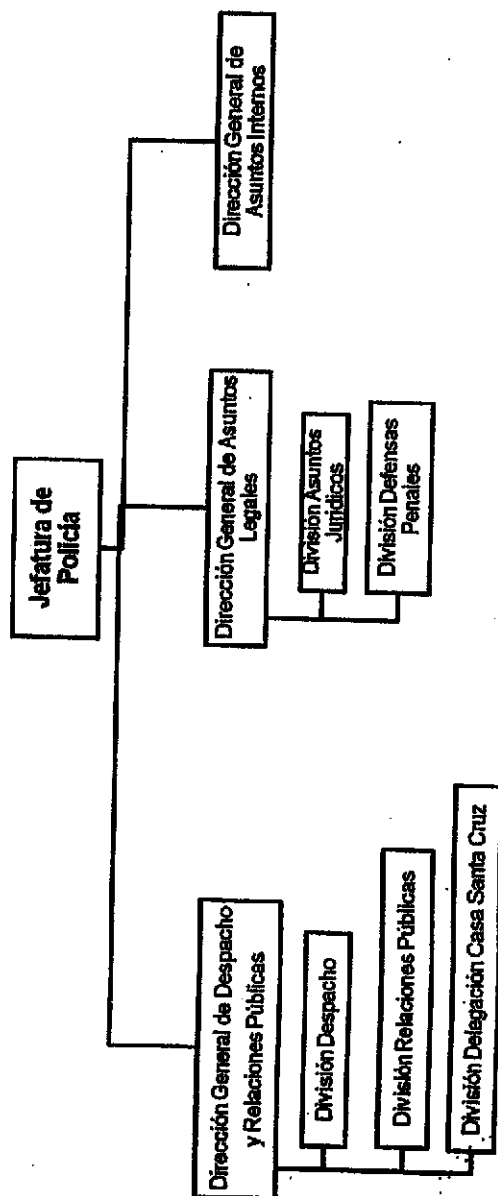 Jefatura de
Policía
Dirección General de Despacho
y Relaciones Públicas
División Despacho
División Relaciones Públicas
División Delegación Casa Santa Cruz
Dirección General de Asuntos
Legales
División Asuntos
Jurídicos
División Defensas
Penales
Dirección General de
Asuntos Internos